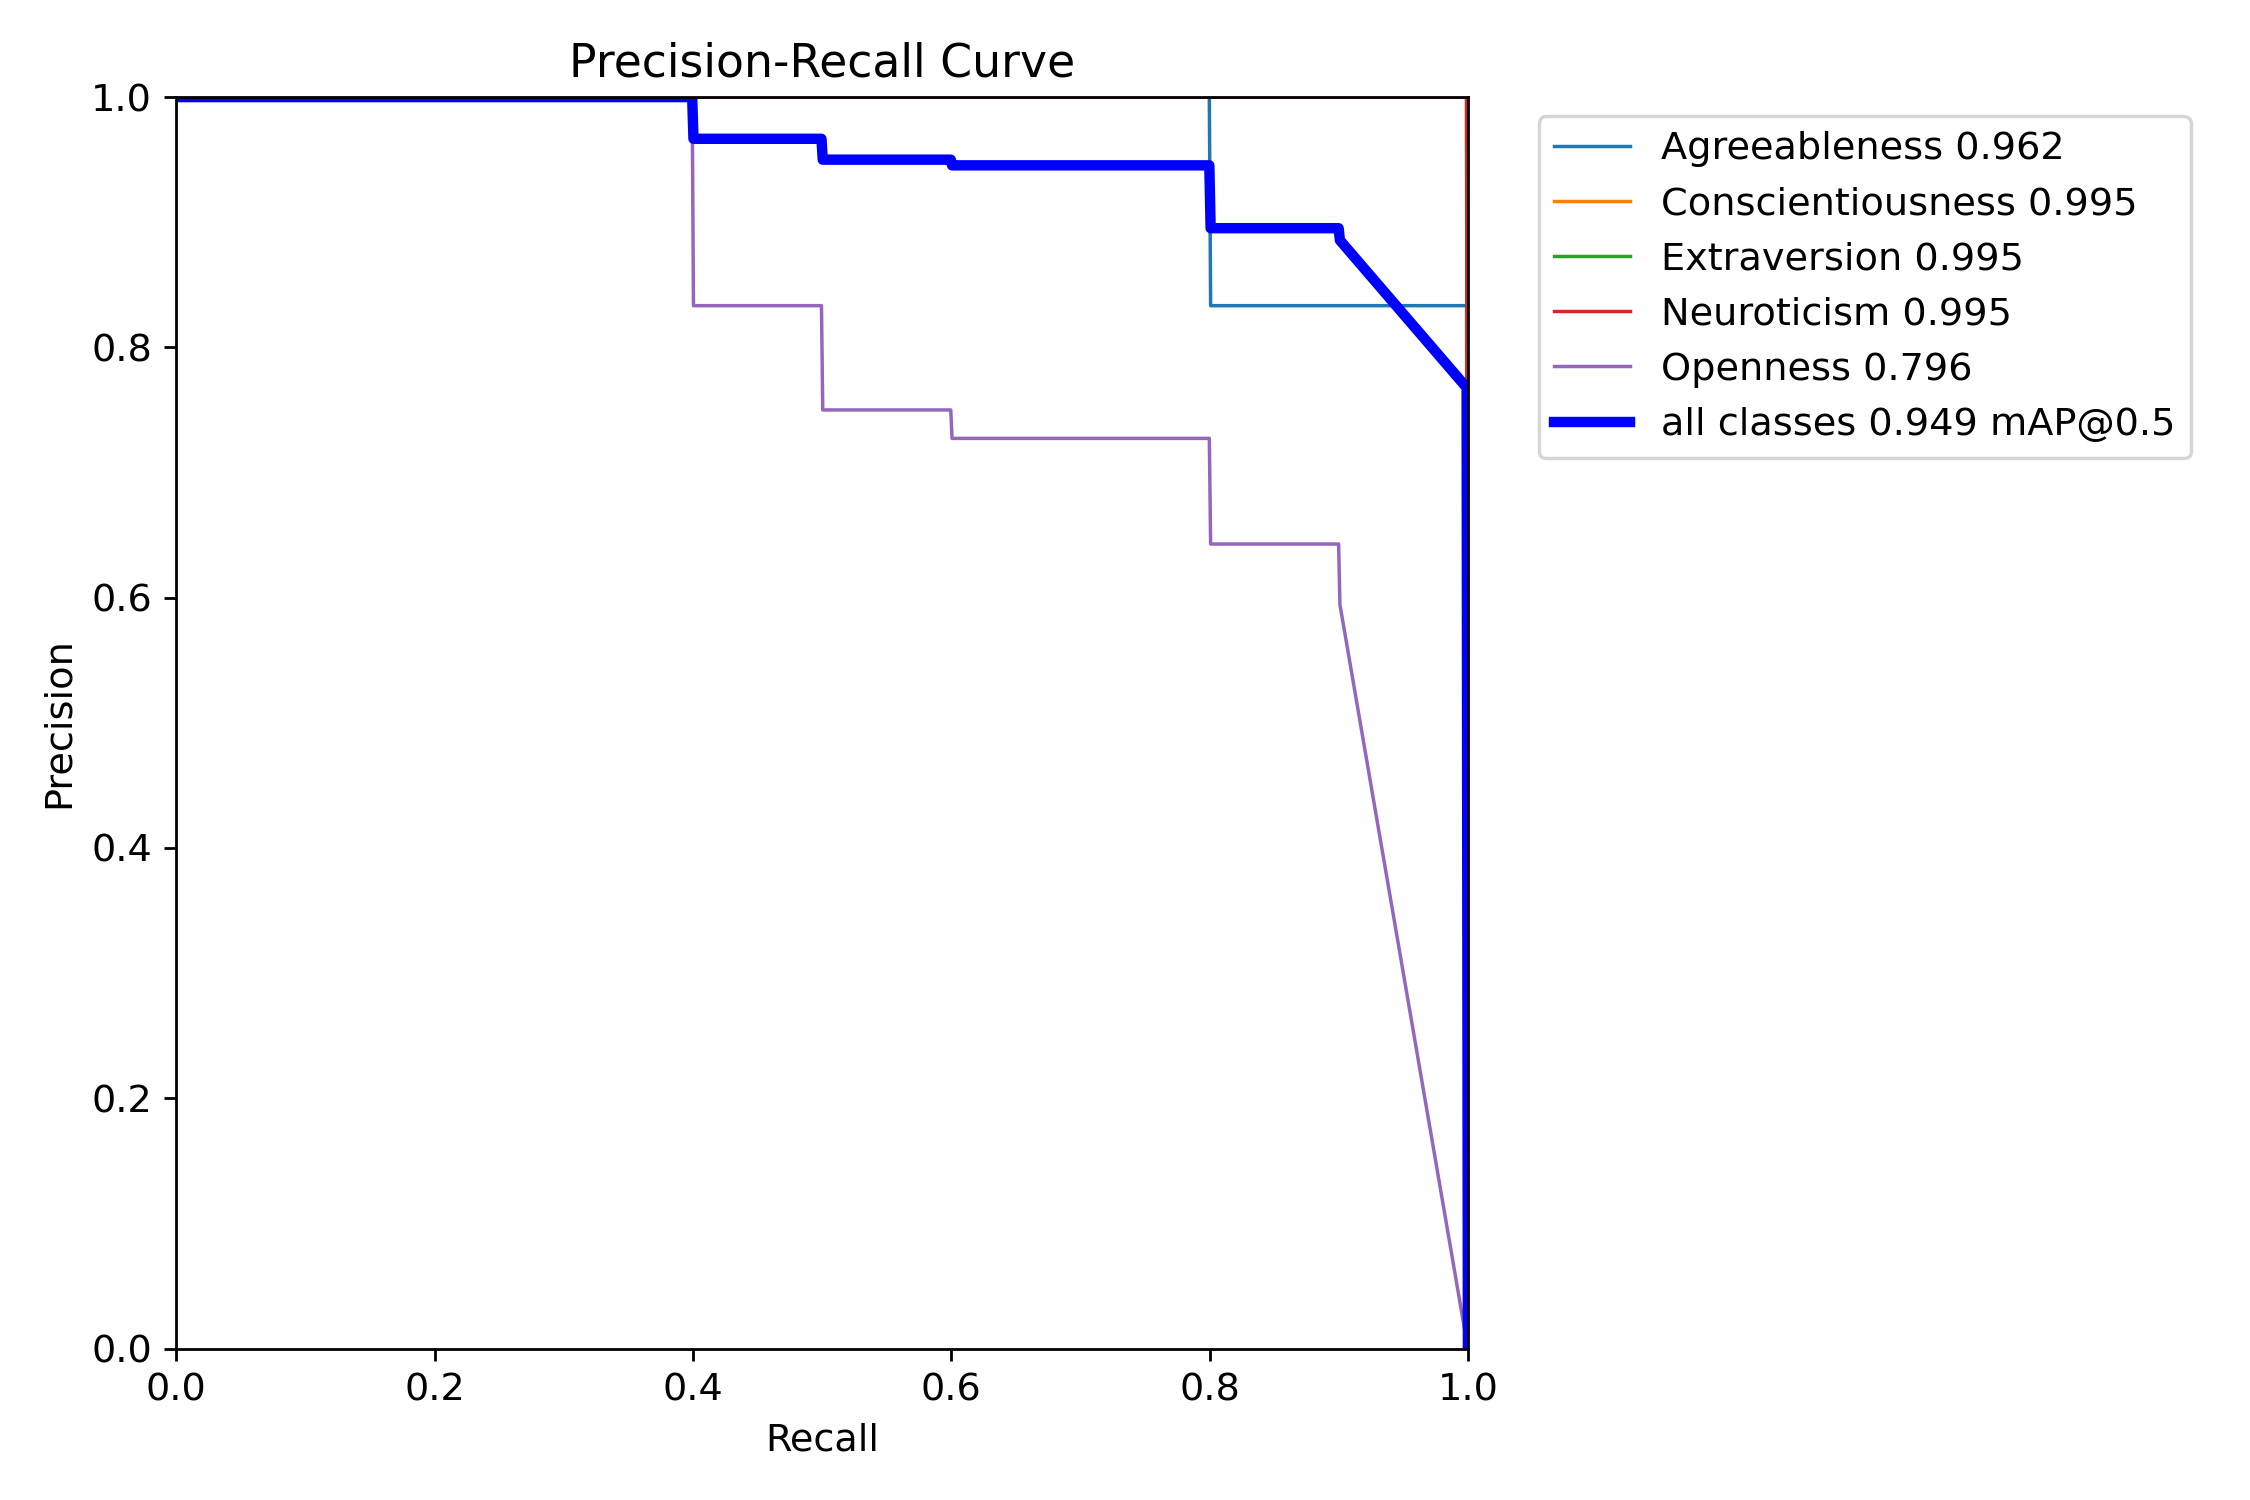 Precision-Recall Curve
1.0
0.8
0.6
0.4
0.2
0.0
Precision
0.0 0.2 0.4 0.6 0.8 1.0
Recall
Agreeableness 0.962
Conscientiousness 0.995
Extraversion 0.995
Neuroticism 0.995
Openness 0.796
all classes 0.949 mAP@0.5